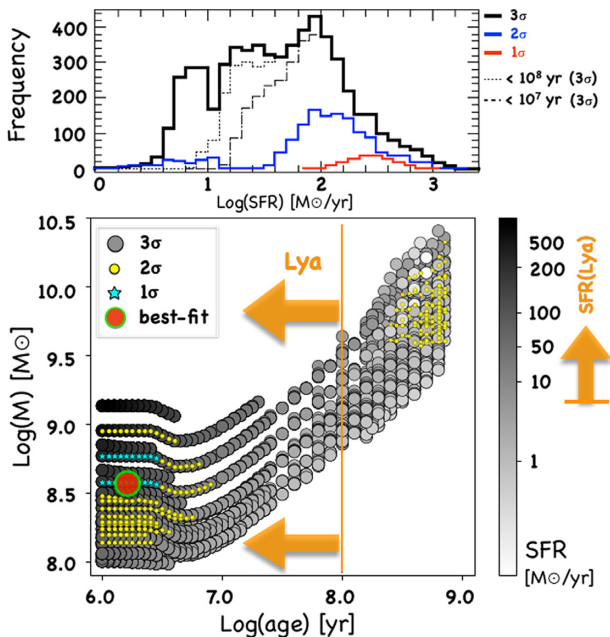 Frequency
400
300
200
100
0
0
1
2
3
Log(SFR) [M⊙/yr]
3σ
2σ
1σ
< 10⁸ yr (3σ)
< 10⁷ yr (3σ)
Log(M) [M⊙]
10.5
10.0
9.5
9.0
8.5
8.0
6.0
7.0
8.0
9.0
Log(age) [yr]
3σ
2σ
1σ
best-fit
Lya
500
200
100
50
10
1
SFR
[M⊙/yr]
SFR(Lya)